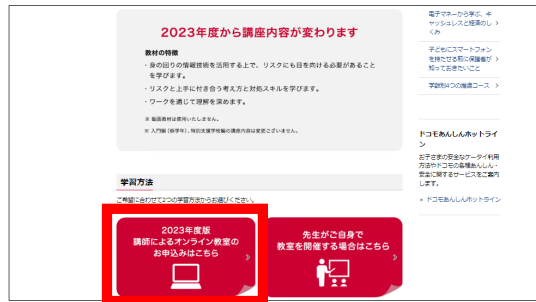 2023年度から講座内容が変わります
教材の特徴
・身の回りの情報技術を活用する上で、リスクにも目を向ける必要があること
を学びます。
・リスクと上手に付き合う考え方と対処スキルを学びます。
・ワークを通じて理解を深めます。
※ 動画教材は使用いたしません。
※ 入門編（低学年）、特別支援学校編の講座内容は変更ございません。
学習方法
ご希望に合わせて2つの学習方法からお選びください。
2023年度版
講師によるオンライン教室の
お申込みはこちら
先生がご自身で
教室を開催する場合はこちら
電子マネーから学ぶ、キ
ャッシュレスと経済のし
くみ
子どもにスマートフォン
を持たせる前に保護者が
知っておきたいこと
学齢別4つの推奨コース
ドコモあんしんホットライ
ン
お子さまの安全なケータイ利用
方法やドコモの各種あんしん・
安全に関するサービスをご案内
します。
ドコモあんしんホットライン